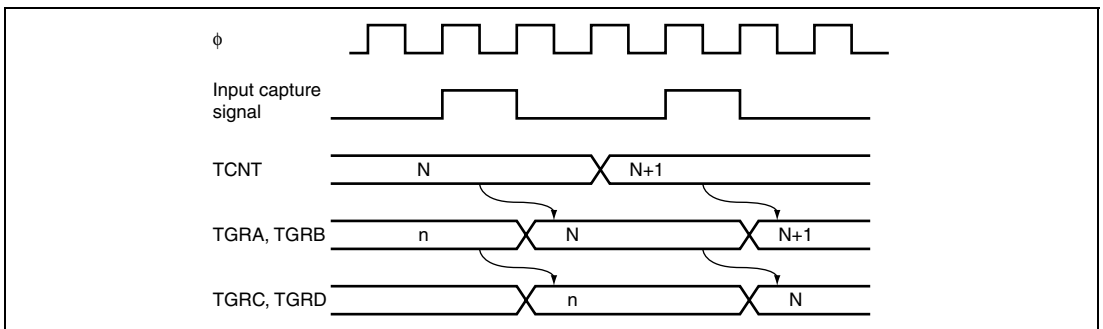 φ
Input capture
signal
TCNT N N+1
TGRA, TGRB n N N+1
TGRC, TGRD n N